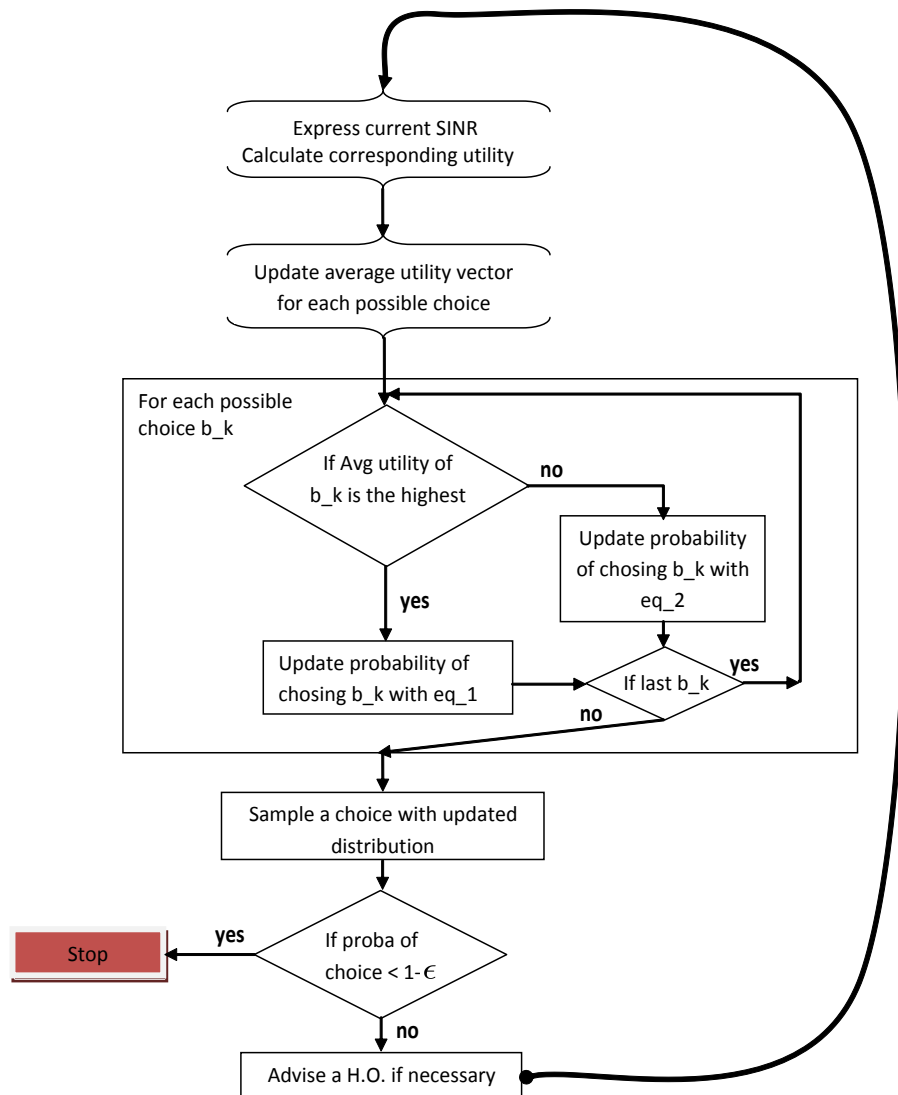 Express current SINR
Calculate corresponding utility
Update average utility vector
for each possible choice
For each possible
choice b_k
If Avg utility of
b_k is the highest
no
Update probability
of chosing b_k with
eq_2
yes
Update probability of
chosing b_k with eq_1
If last b_k
yes
no
Sample a choice with updated
distribution
If proba of
choice < 1-ϵ
yes
Stop
no
Advise a H.O. if necessary